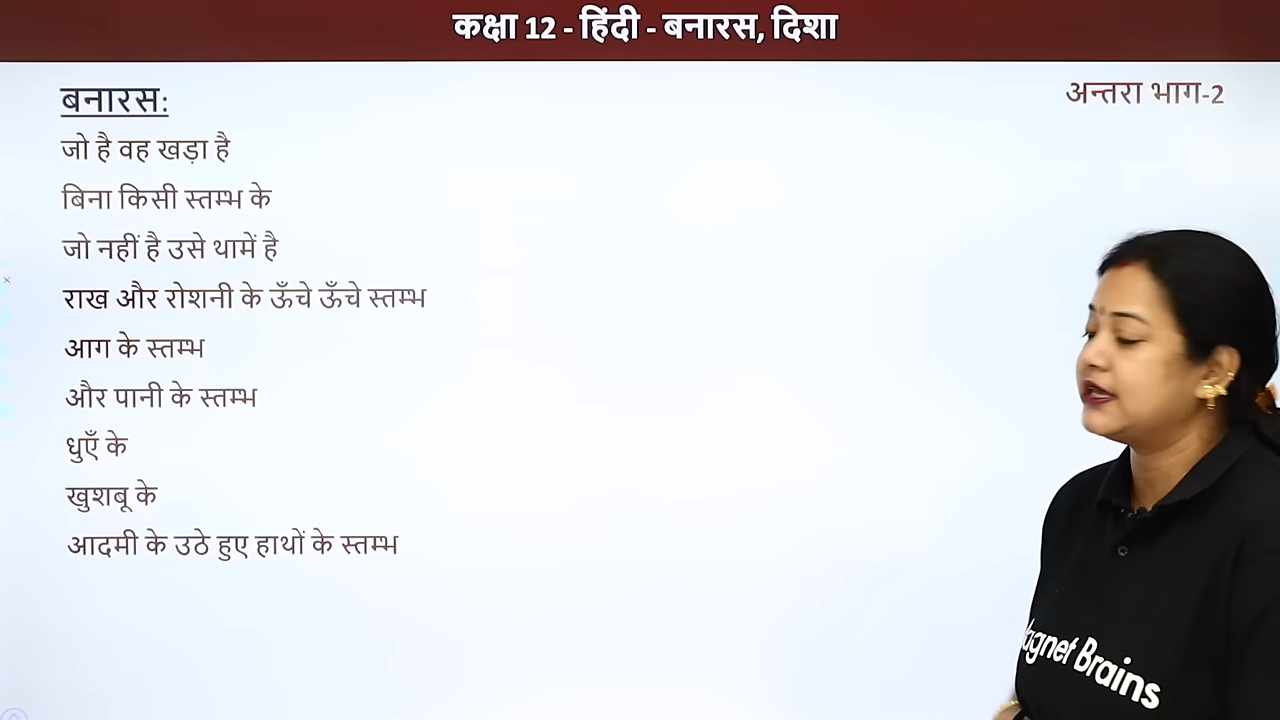 कक्षा 12 - हिंदी - बनारस, दिशा
अन्तरा भाग-2
बनारस:
जो है वह खड़ा है
बिना किसी स्तम्भ के
जो नहीं है उसे थामें है
राख और रोशनी के ऊँचे ऊँचे स्तम्भ
आग के स्तम्भ
और पानी के स्तम्भ
धुएँ के
खुशबू के
आदमी के उठे हुए हाथों के स्तम्भ
agnet Brains